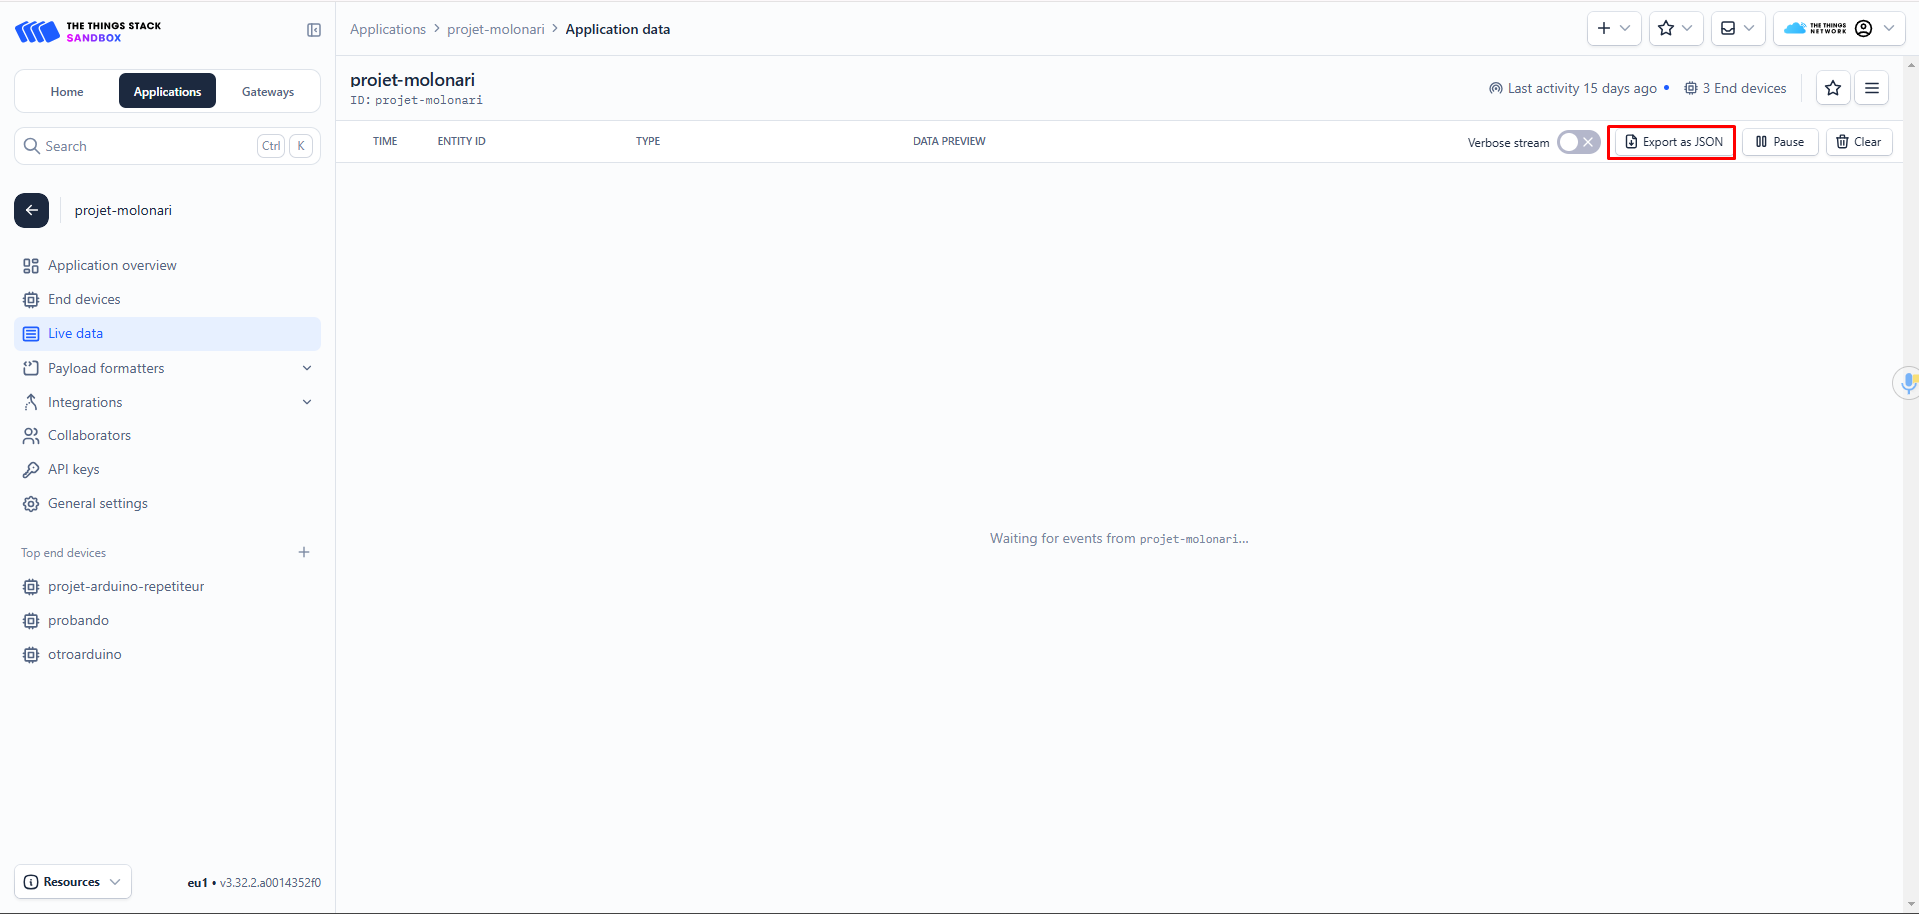 THE THINGS STACK
SANDBOX
Applications > projet-molonari > Application data
THE THINGS NETWORK
Home
Applications
Gateways
projet-molonari
ID: projet-molonari
Last activity 15 days ago
3 End devices
Search
Ctrl
K
TIME
ENTITY ID
TYPE
DATA PREVIEW
Verbose stream
Export as JSON
Pause
Clear
projet-molonari
Application overview
End devices
Live data
Payload formatters
Integrations
Collaborators
API keys
General settings
Waiting for events from projet-molonari...
Top end devices
projet-arduino-repetiteur
probando
otroarduino
Resources
eu1 • v3.32.2.a0014352f0